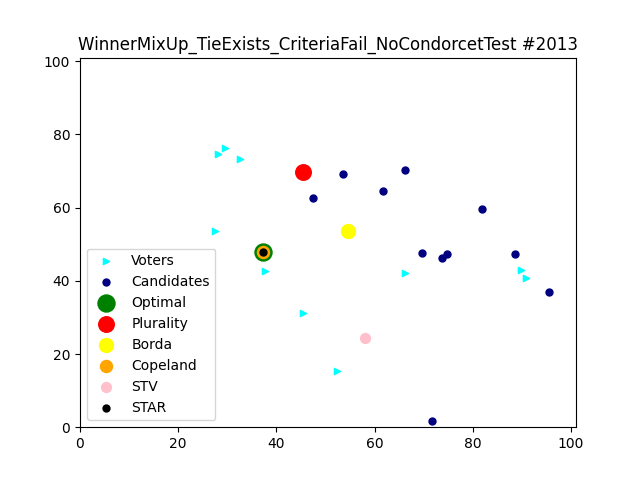 WinnerMixUp_TieExists_CriteriaFail_NoCondorcetTest #2013
100
80
60
40
20
0
Voters
Candidates
Optimal
Plurality
Borda
Copeland
STV
STAR
0 20 40 60 80 100